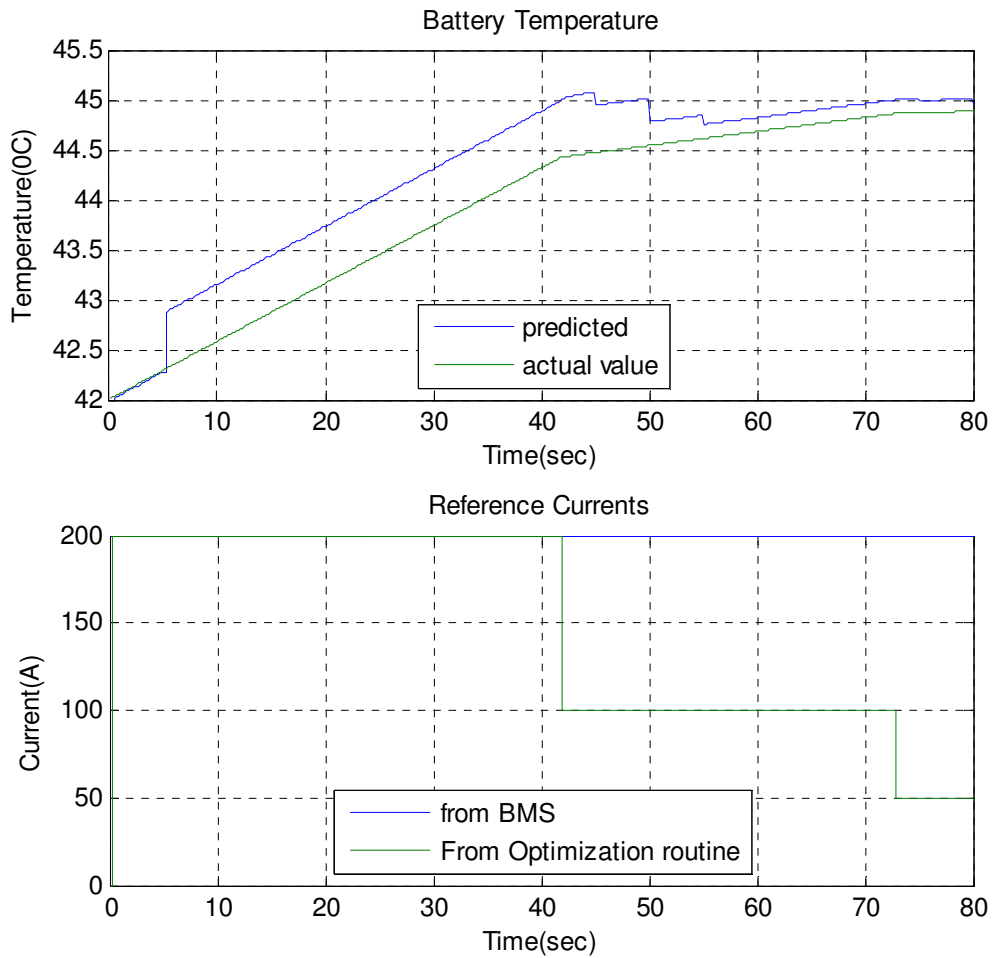 Battery Temperature
45.5
45
44.5
44
43.5
43
42.5
42
Temperature(0C)
predicted
actual value
0 10 20 30 40 50 60 70 80
Time(sec)
Reference Currents
200
150
100
50
0
Current(A)
from BMS
From Optimization routine
0 10 20 30 40 50 60 70 80
Time(sec)